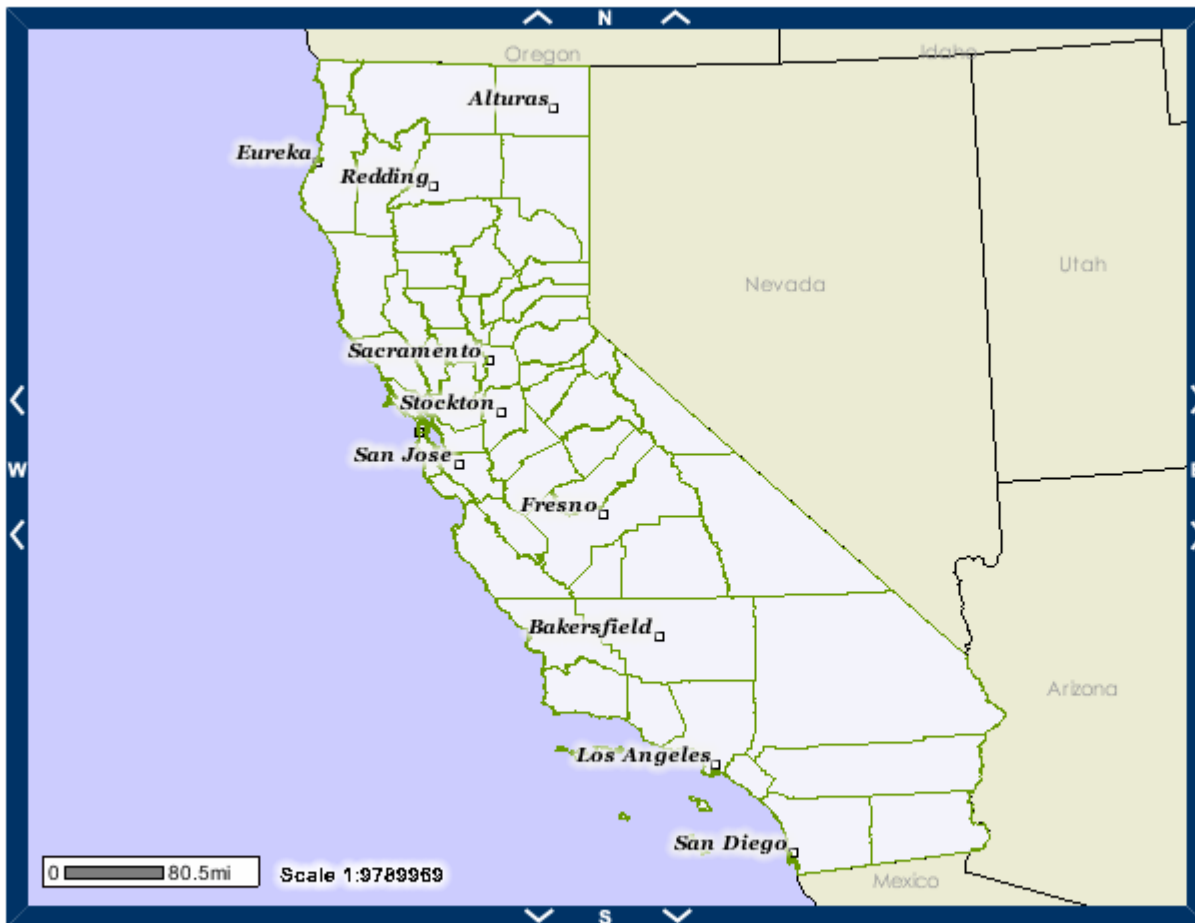 N
Oregon
Idaho
Alturas
Eureka
Redding
Nevada
Utah
Sacramento
Stockton
San Jose
W
Fresno
Bakersfield
Arizona
Los Angeles
San Diego
0 80.5mi
Scale 1:9789969
Mexico
S